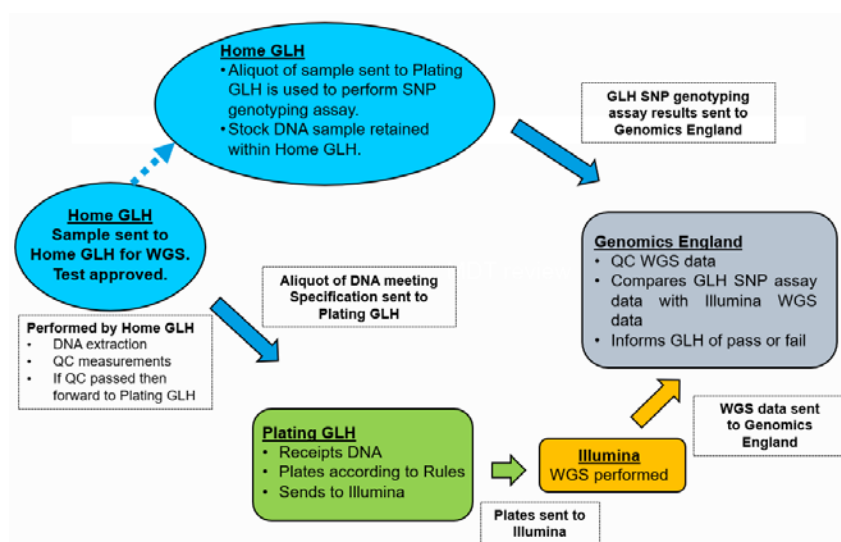 Home GLH
•Aliquot of sample sent to Plating
GLH is used to perform SNP
genotyping assay.
•Stock DNA sample retained
within Home GLH.
GLH SNP genotyping
assay results sent to
Genomics England
Home GLH
Sample sent to
Home GLH for WGS.
Test approved.
Aliquot of DNA meeting
Specification sent to
Plating GLH
Genomics England
• QC WGS data
• Compares GLH SNP assay
data with Illumina WGS
data
• Informs GLH of pass or fail
Performed by Home GLH
• DNA extraction
• QC measurements
• If QC passed then
forward to Plating GLH
WGS data sent
to Genomics
England
Plating GLH
• Receipts DNA
• Plates according to Rules
• Sends to Illumina
Illumina
WGS performed
Plates sent to
Illumina